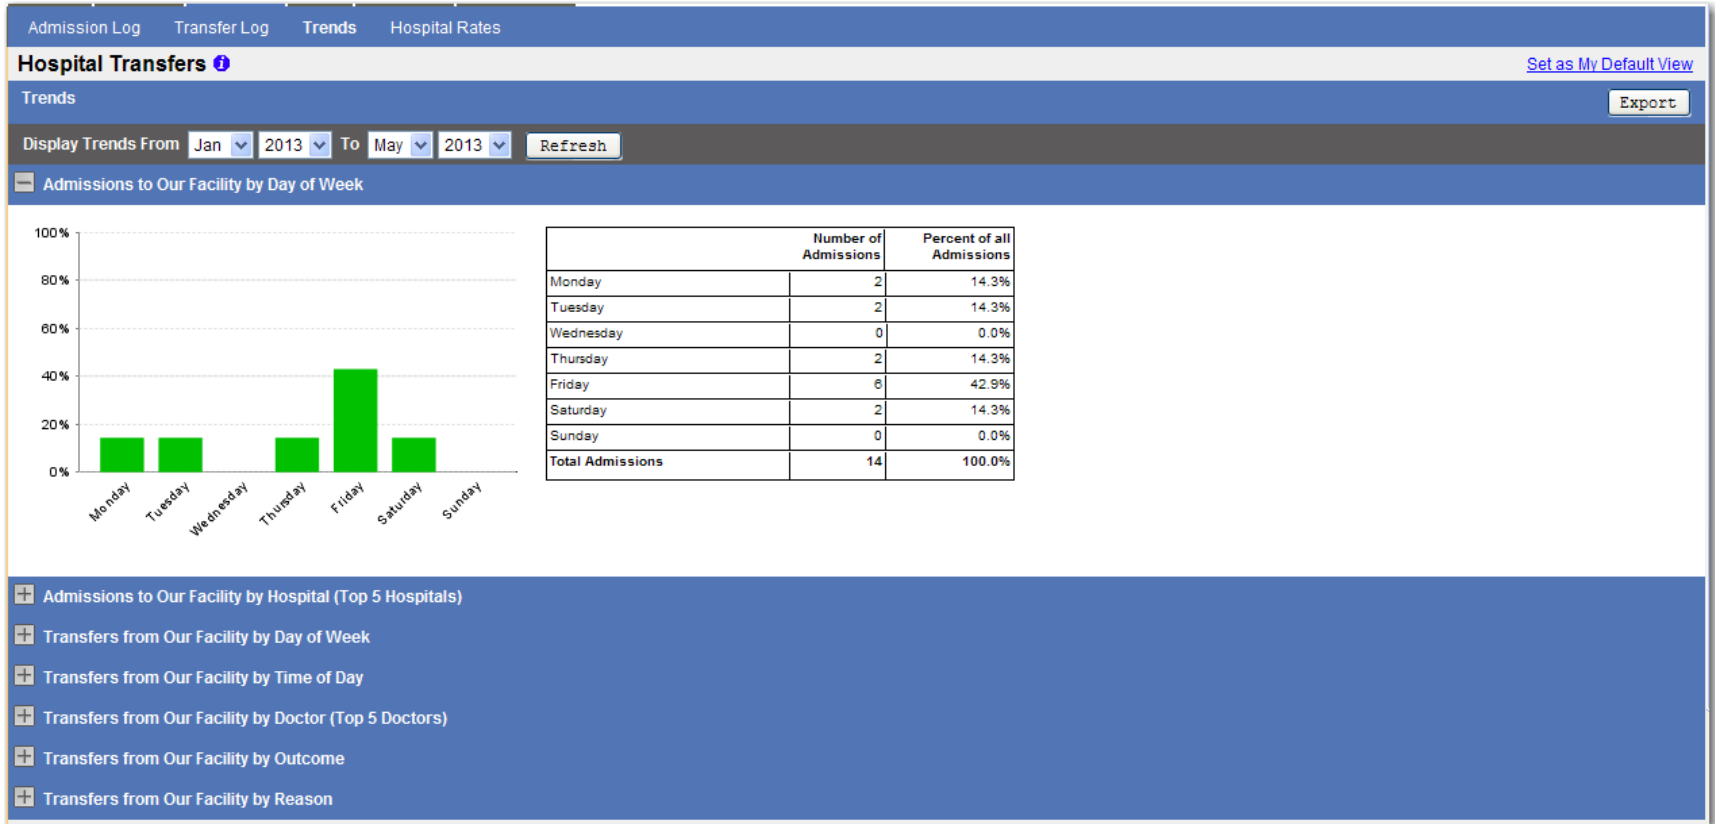 Admission Log Transfer Log Trends Hospital Rates
Hospital Transfers i Set as My Default View
Trends Export
Display Trends From Jan 2013 To May 2013 Refresh
Admissions to Our Facility by Day of Week
100%
80%
60%
40%
20%
0%
Monday Tuesday Wednesday Thursday Friday Saturday Sunday
Number of Admissions Percent of all Admissions
Monday 2 14.3%
Tuesday 2 14.3%
Wednesday 0 0.0%
Thursday 2 14.3%
Friday 6 42.9%
Saturday 2 14.3%
Sunday 0 0.0%
Total Admissions 14 100.0%
Admissions to Our Facility by Hospital (Top 5 Hospitals)
Transfers from Our Facility by Day of Week
Transfers from Our Facility by Time of Day
Transfers from Our Facility by Doctor (Top 5 Doctors)
Transfers from Our Facility by Outcome
Transfers from Our Facility by Reason